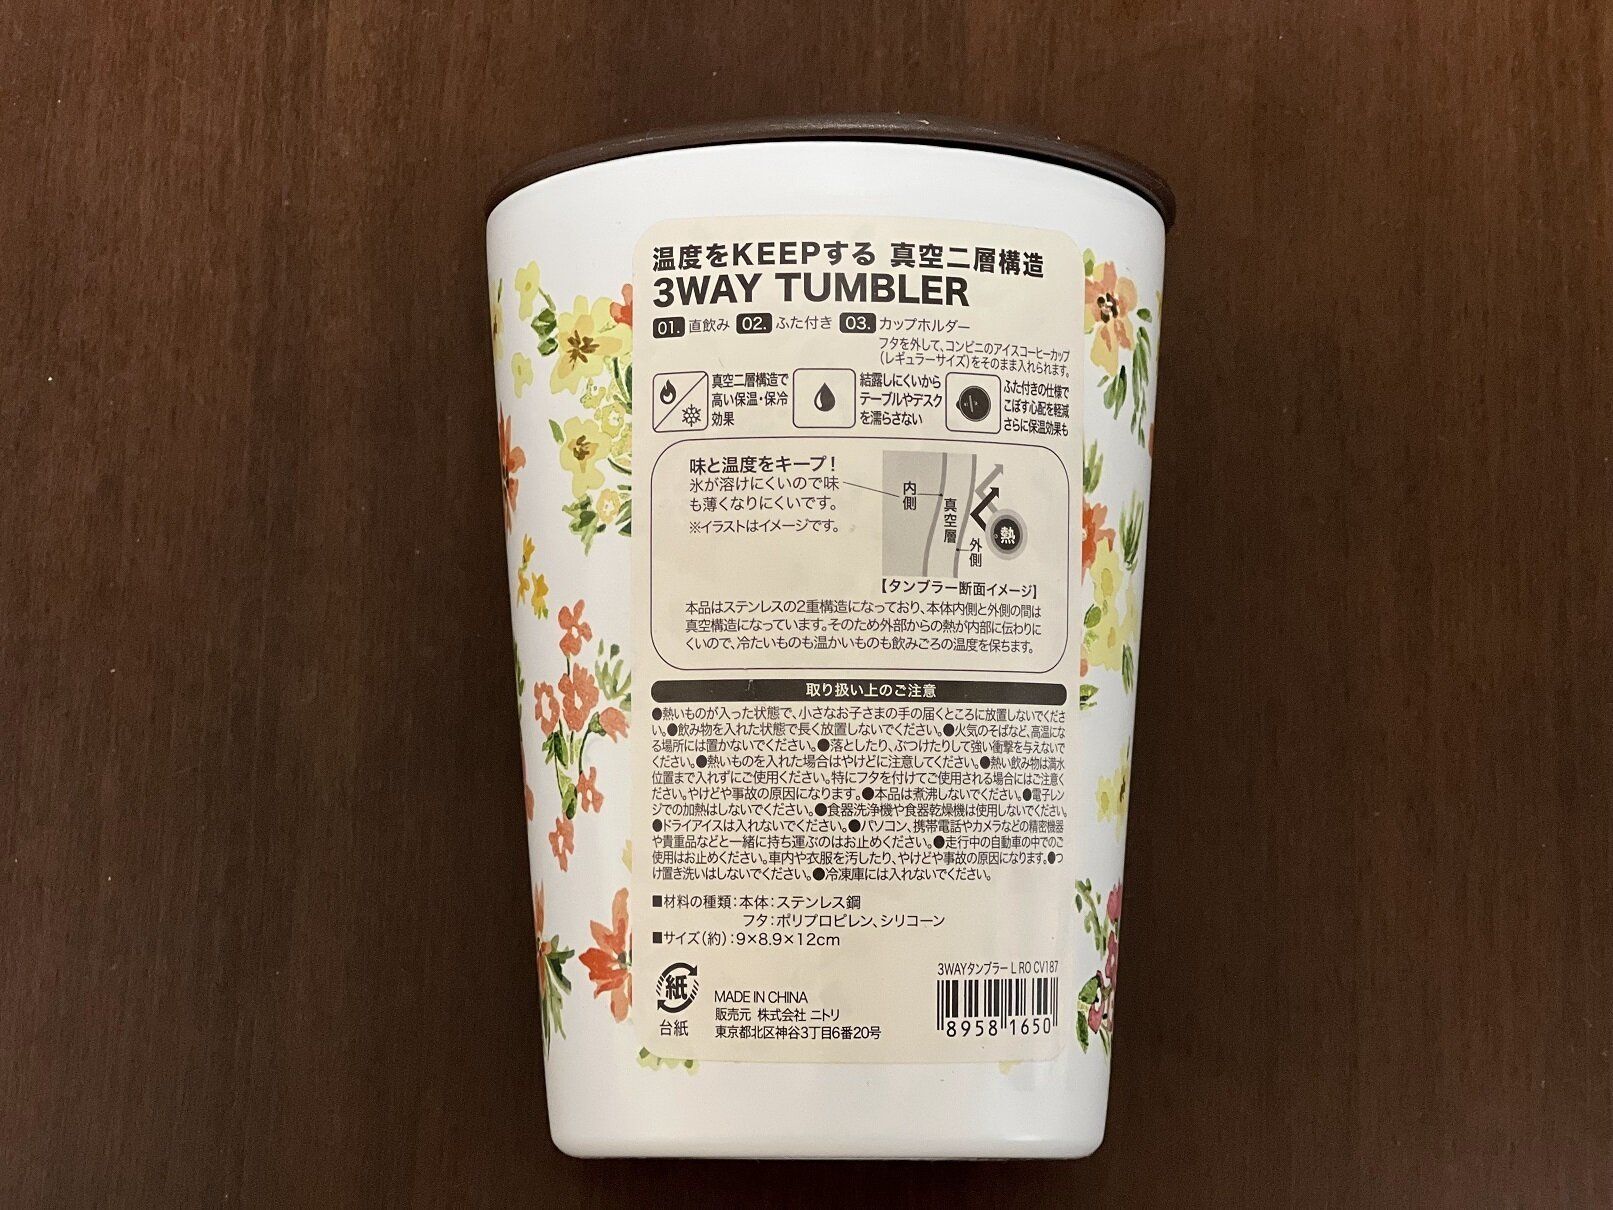 温度をKEEPする 真空二層構造
3WAY TUMBLER
01. 直飲み 02. ふた付き 03. カップホルダー
フタを外して、コンビニのアイスコーヒーカップ
(レギュラーサイズ)をそのまま入れられます。
真空二層構造で
高い保温・保冷
効果
結露しにくいから
テーブルやデスク
を濡らさない
ふた付きの仕様で
こぼす心配を軽減
さらに保温効果も
味と温度をキープ!
氷が溶けにくいので味
も薄くなりにくいです。
※イラストはイメージです。
内側
真空層
外側
熱
【タンブラー断面イメージ】
本品はステンレスの2重構造になっており、本体内側と外側の間は
真空構造になっています。そのため外部からの熱が内部に伝わりに
くいので、冷たいものも温かいものも飲みごろの温度を保ちます。
取り扱い上のご注意
●熱いものが入った状態で、小さなお子さまの手の届くところに放置しないでくださ
い。●飲み物を入れた状態で長く放置しないでください。●火気のそばなど、高温にな
る場所には置かないでください。●落としたり、ぶつけたりして強い衝撃を与えないで
ください。●熱いものを入れた場合はやけどに注意してください。●熱い飲み物は満水
位置まで入れずにご使用ください。特にフタを付けてご使用される場合にはご注意く
ださい。やけどや事故の原因になります。●本品は煮沸しないでください。●電子レン
ジでの加熱はしないでください。●食器洗浄機や食器乾燥機は使用しないでください。
●ドライアイスは入れないでください。●パソコン、携帯電話やカメラなどの精密機器
や貴重品などと一緒に持ち運ぶのはお止めください。●走行中の自動車の中でのご
使用はお止めください。車内や衣服を汚したり、やけどや事故の原因になります。●つ
け置き洗いはしないでください。●冷凍庫には入れないでください。
■材料の種類:本体:ステンレス鋼
フタ:ポリプロピレン、シリコーン
■サイズ(約):9×8.9×12cm
紙
台紙
MADE IN CHINA
販売元 株式会社 ニトリ
東京都北区神谷3丁目6番20号
3WAYタンブラー L RO CV187
8958 1650